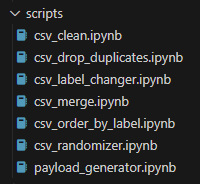 scripts
csv_clean.ipynb
csv_drop_duplicates.ipynb
csv_label_changer.ipynb
csv_merge.ipynb
csv_order_by_label.ipynb
csv_randomizer.ipynb
payload_generator.ipynb